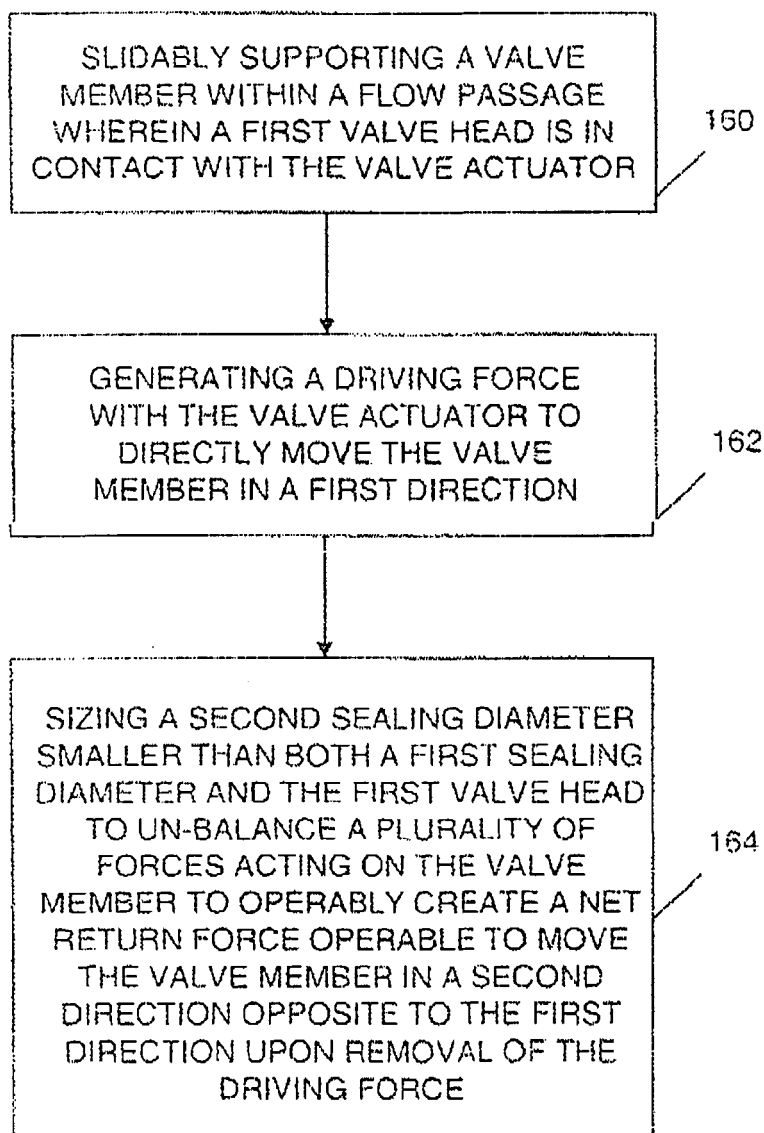 SLIDABLY SUPPORTING A VALVE
MEMBER WITHIN A FLOW PASSAGE
WHEREIN A FIRST VALVE HEAD IS IN
CONTACT WITH THE VALVE ACTUATOR
160
GENERATING A DRIVING FORCE
WITH THE VALVE ACTUATOR TO
DIRECTLY MOVE THE VALVE
MEMBER IN A FIRST DIRECTION
162
SIZING A SECOND SEALING DIAMETER
SMALLER THAN BOTH A FIRST SEALING
DIAMETER AND THE FIRST VALVE HEAD
TO UN-BALANCE A PLURALITY OF
FORCES ACTING ON THE VALVE
MEMBER TO OPERABLY CREATE A NET
RETURN FORCE OPERABLE TO MOVE
THE VALVE MEMBER IN A SECOND
DIRECTION OPPOSITE TO THE FIRST
DIRECTION UPON REMOVAL OF THE
DRIVING FORCE
164